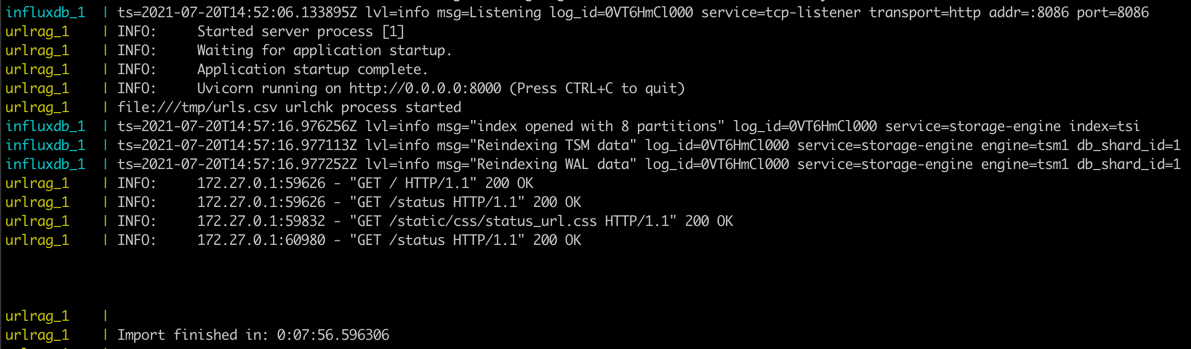 influxdb_1 | ts=2021-07-20T14:52:06.133895Z lvl=info msg=Listening log_id=0VT6HmCl000 service=tcp-listener transport=http addr=:8086 port=8086
urlrag_1 | INFO: Started server process [1]
urlrag_1 | INFO: Waiting for application startup.
urlrag_1 | INFO: Application startup complete.
urlrag_1 | INFO: Uvicorn running on http://0.0.0.0:8000 (Press CTRL+C to quit)
urlrag_1 | file:///tmp/urls.csv urlchk process started
influxdb_1 | ts=2021-07-20T14:57:16.976256Z lvl=info msg="index opened with 8 partitions" log_id=0VT6HmCl000 service=storage-engine index=tsi
influxdb_1 | ts=2021-07-20T14:57:16.977113Z lvl=info msg="Reindexing TSM data" log_id=0VT6HmCl000 service=storage-engine engine=tsm1 db_shard_id=1
influxdb_1 | ts=2021-07-20T14:57:16.977252Z lvl=info msg="Reindexing WAL data" log_id=0VT6HmCl000 service=storage-engine engine=tsm1 db_shard_id=1
urlrag_1 | INFO: 172.27.0.1:59626 - "GET / HTTP/1.1" 200 OK
urlrag_1 | INFO: 172.27.0.1:59626 - "GET /status HTTP/1.1" 200 OK
urlrag_1 | INFO: 172.27.0.1:59832 - "GET /static/css/status_url.css HTTP/1.1" 200 OK
urlrag_1 | INFO: 172.27.0.1:60980 - "GET /status HTTP/1.1" 200 OK
urlrag_1 |
urlrag_1 | Import finished in: 0:07:56.596306